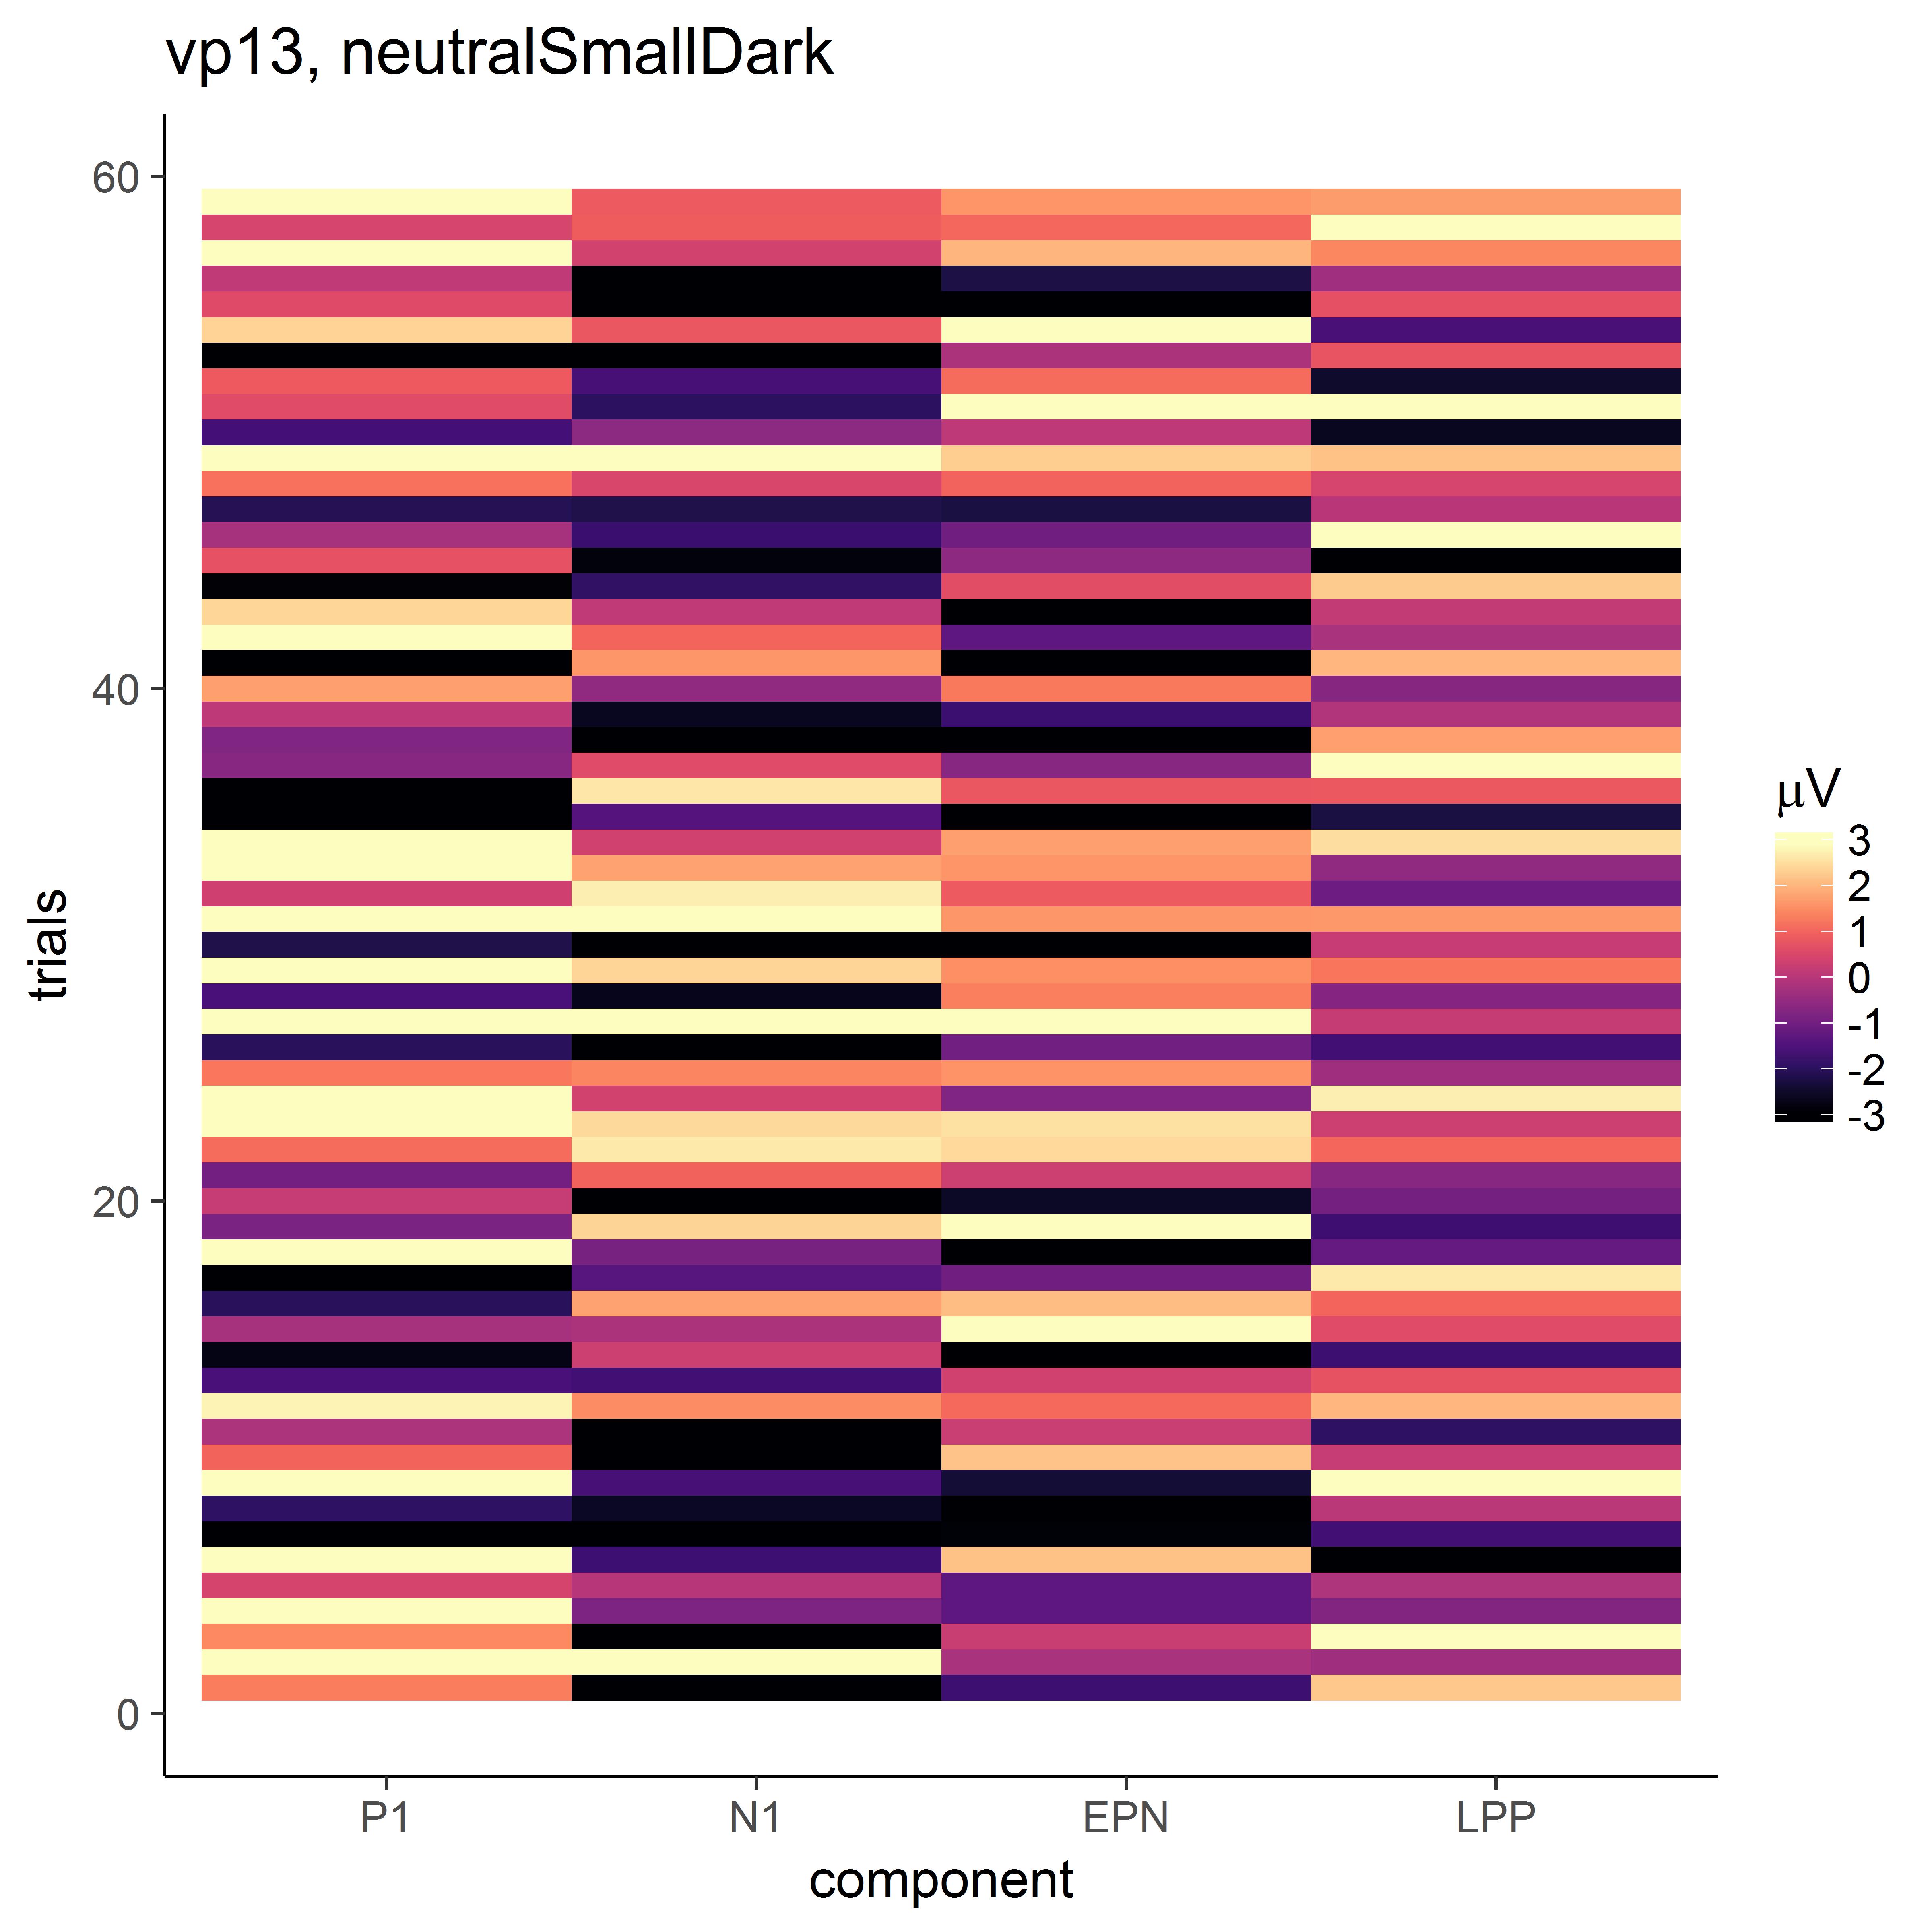 vp13, neutralSmallDark
60
40
20
0
trials
P1 N1 EPN LPP
component
μV
3
2
1
0
-1
-2
-3